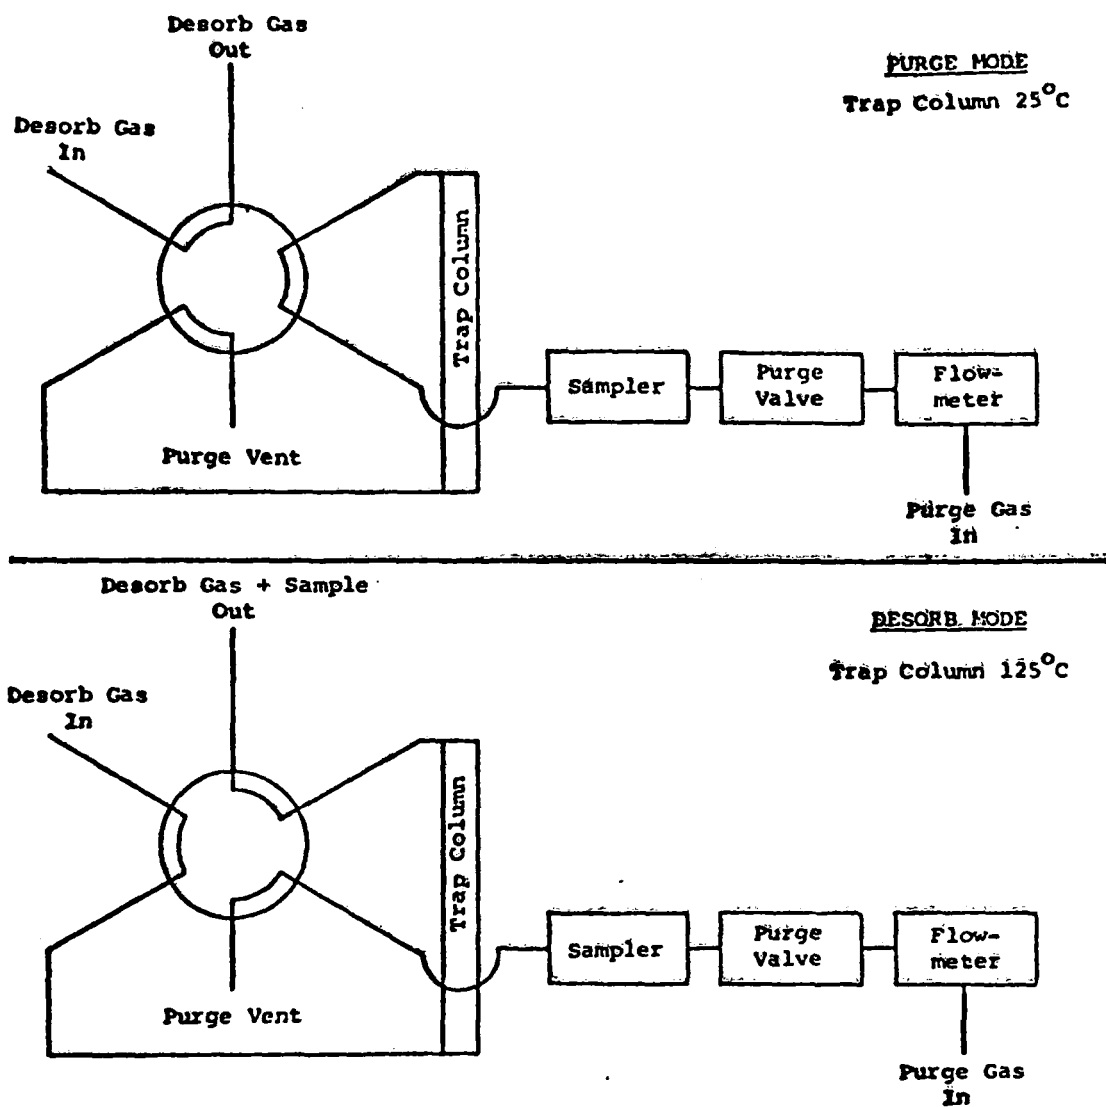 Desorb Gas
Out
PURGE MODE
Trap Column 25°C
Desorb Gas
In
Trap Column
Sampler
Purge
Valve
Flow-
meter
Purge Vent
Purge Gas
In
Desorb Gas + Sample
Out
DESORB MODE
Trap Column 125°C
Desorb Gas
In
Trap Column
Sampler
Purge
Valve
Flow-
meter
Purge Vent
Purge Gas
In